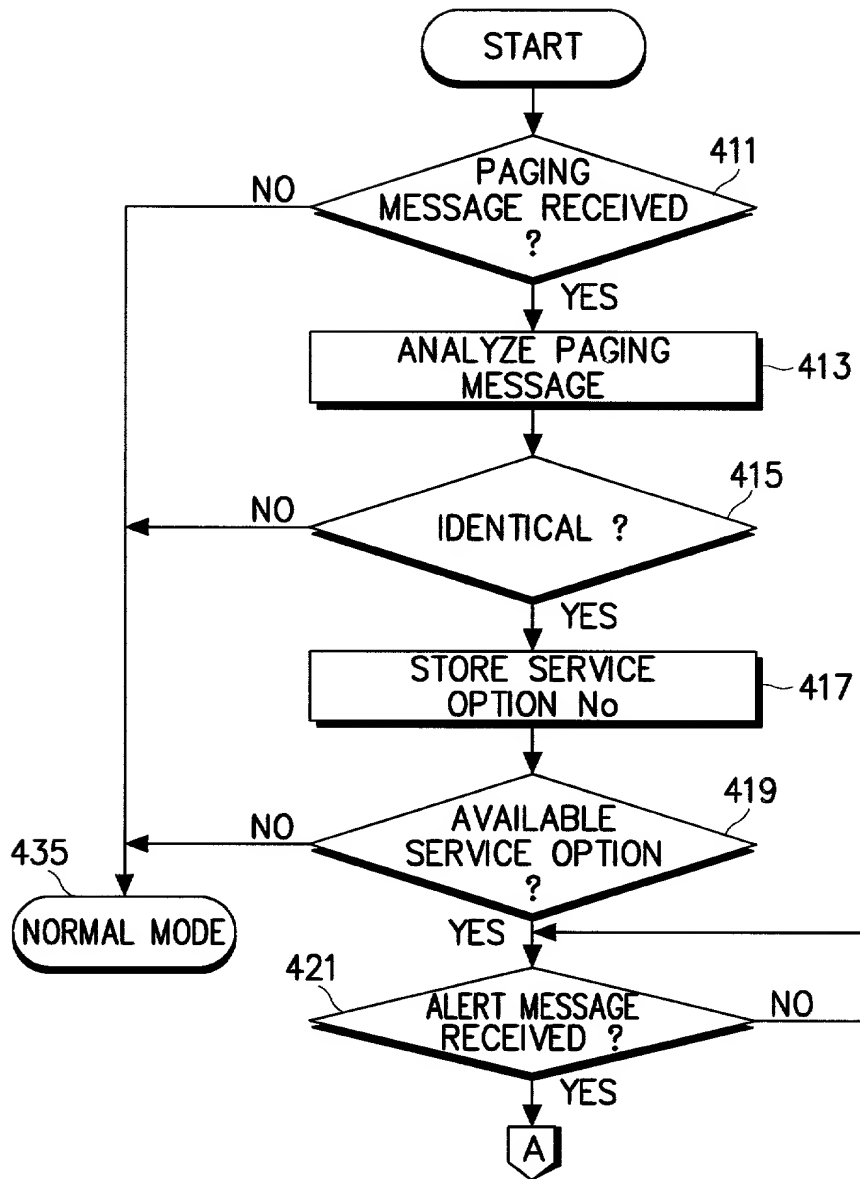 START
411
PAGING
MESSAGE RECEIVED
?
NO
YES
ANALYZE PAGING
MESSAGE
413
415
NO
IDENTICAL ?
YES
STORE SERVICE
OPTION No
417
419
NO
AVAILABLE
SERVICE OPTION
?
435
NORMAL MODE
YES
421
ALERT MESSAGE
RECEIVED ?
NO
YES
A